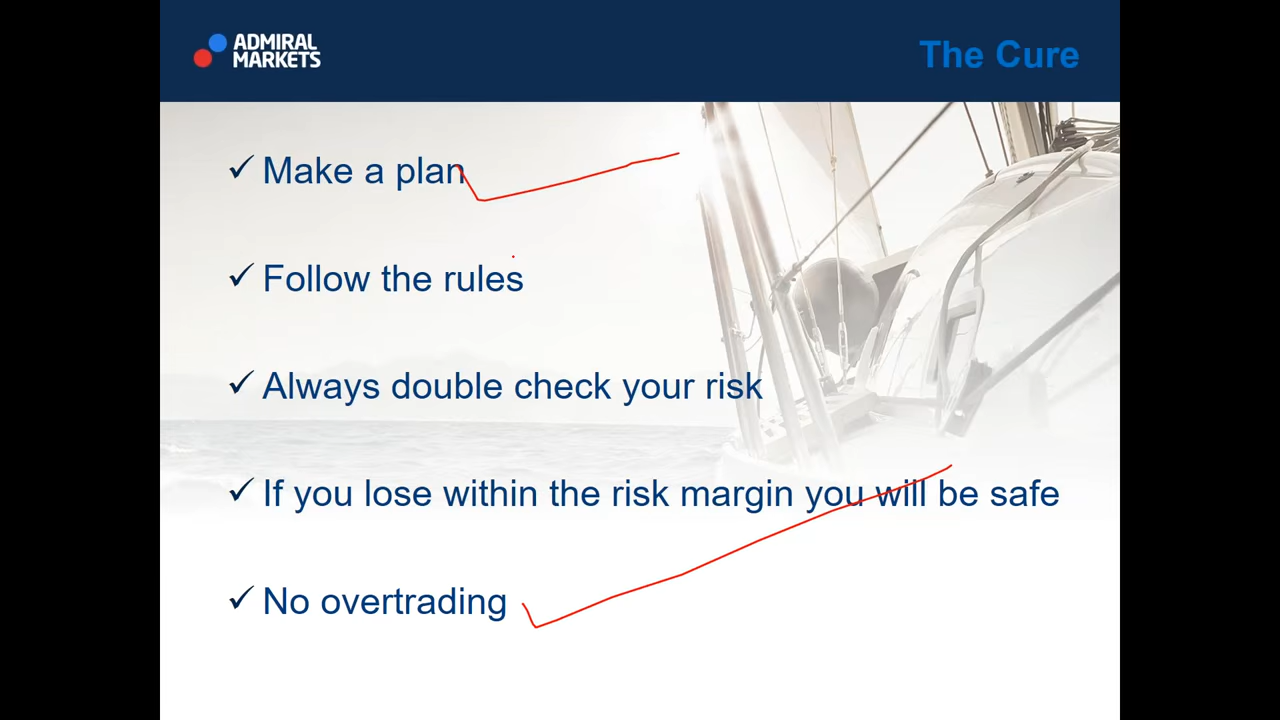 ADMIRAL
MARKETS
The Cure
✓ Make a plan
✓ Follow the rules
✓ Always double check your risk
✓ If you lose within the risk margin you will be safe
✓ No overtrading